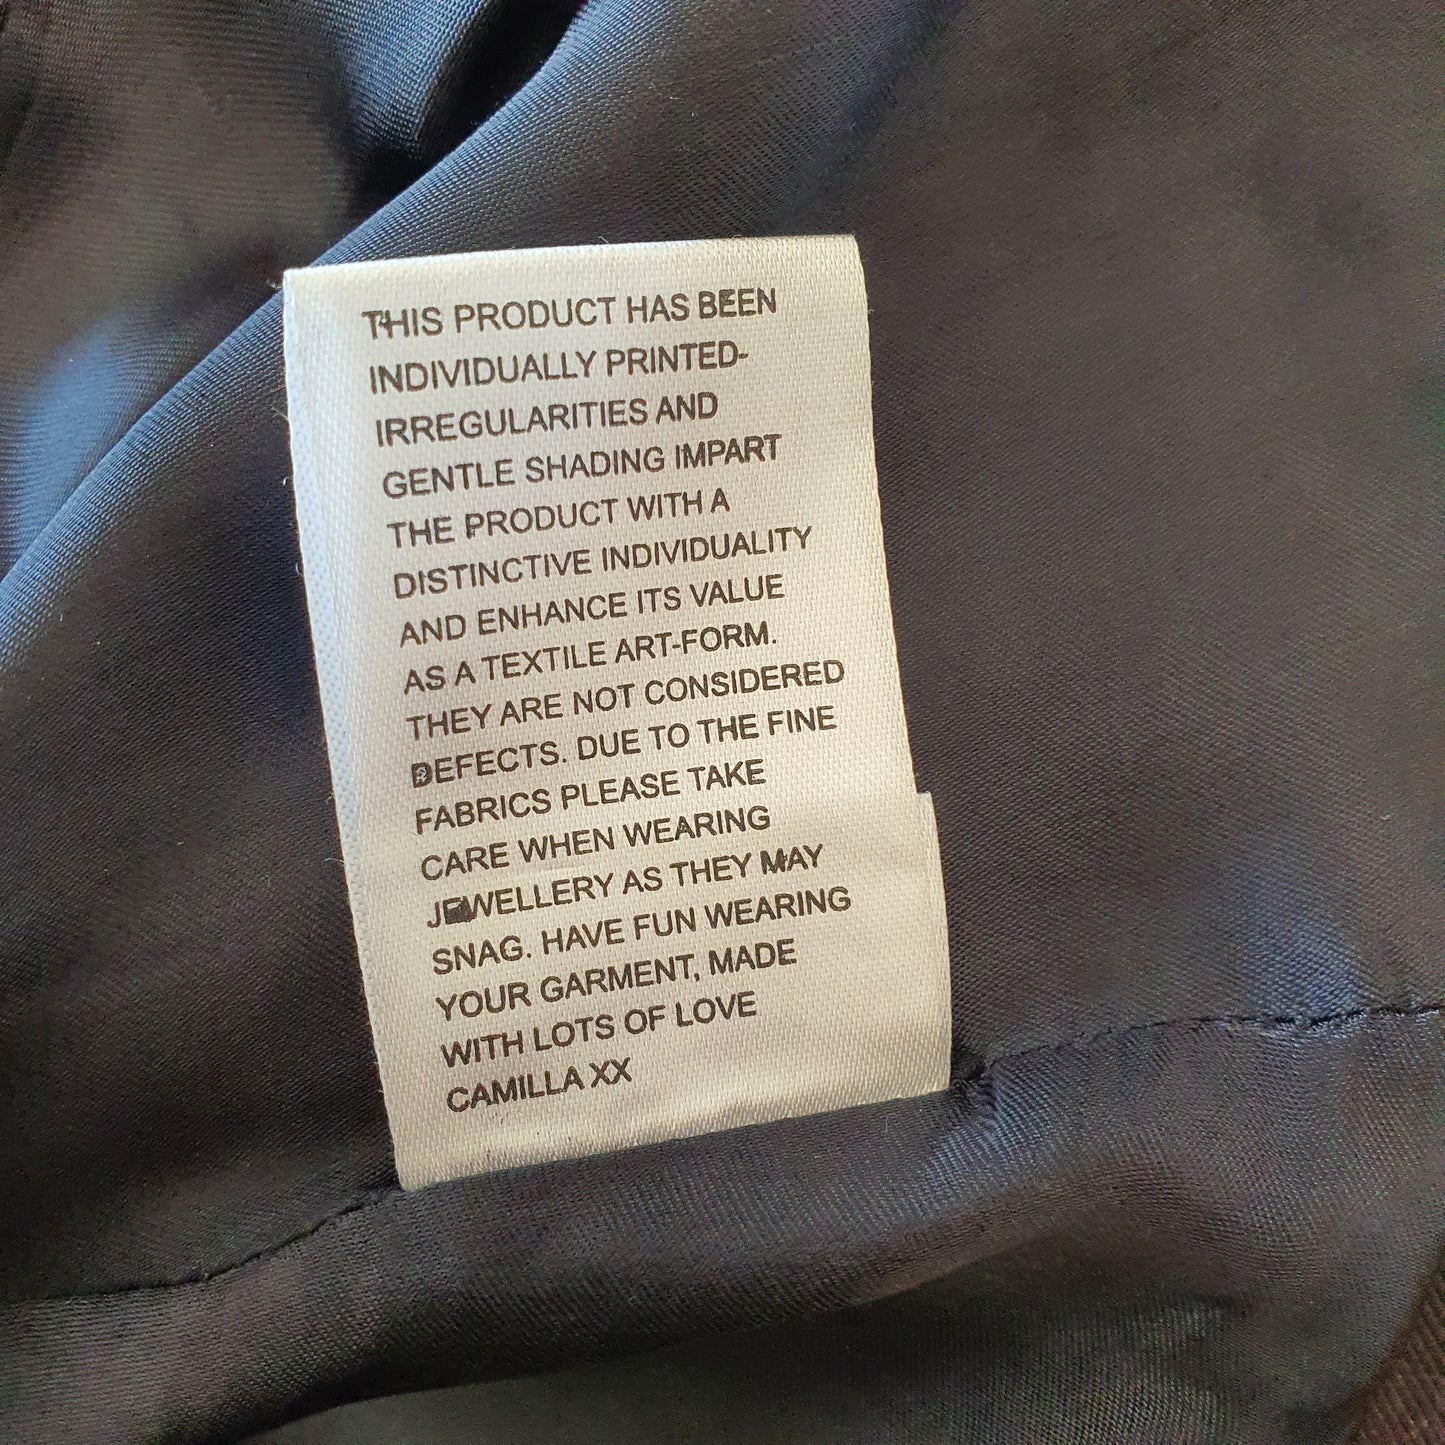 THIS PRODUCT HAS BEEN
INDIVIDUALLY PRINTED-
IRREGULARITIES AND
GENTLE SHADING IMPART
THE PRODUCT WITH A
DISTINCTIVE INDIVIDUALITY
AND ENHANCE ITS VALUE
AS A TEXTILE ART-FORM.
THEY ARE NOT CONSIDERED
DEFECTS. DUE TO THE FINE
FABRICS PLEASE TAKE
CARE WHEN WEARING
JEWELLERY AS THEY MAY
SNAG. HAVE FUN WEARING
YOUR GARMENT, MADE
WITH LOTS OF LOVE
CAMILLA XX